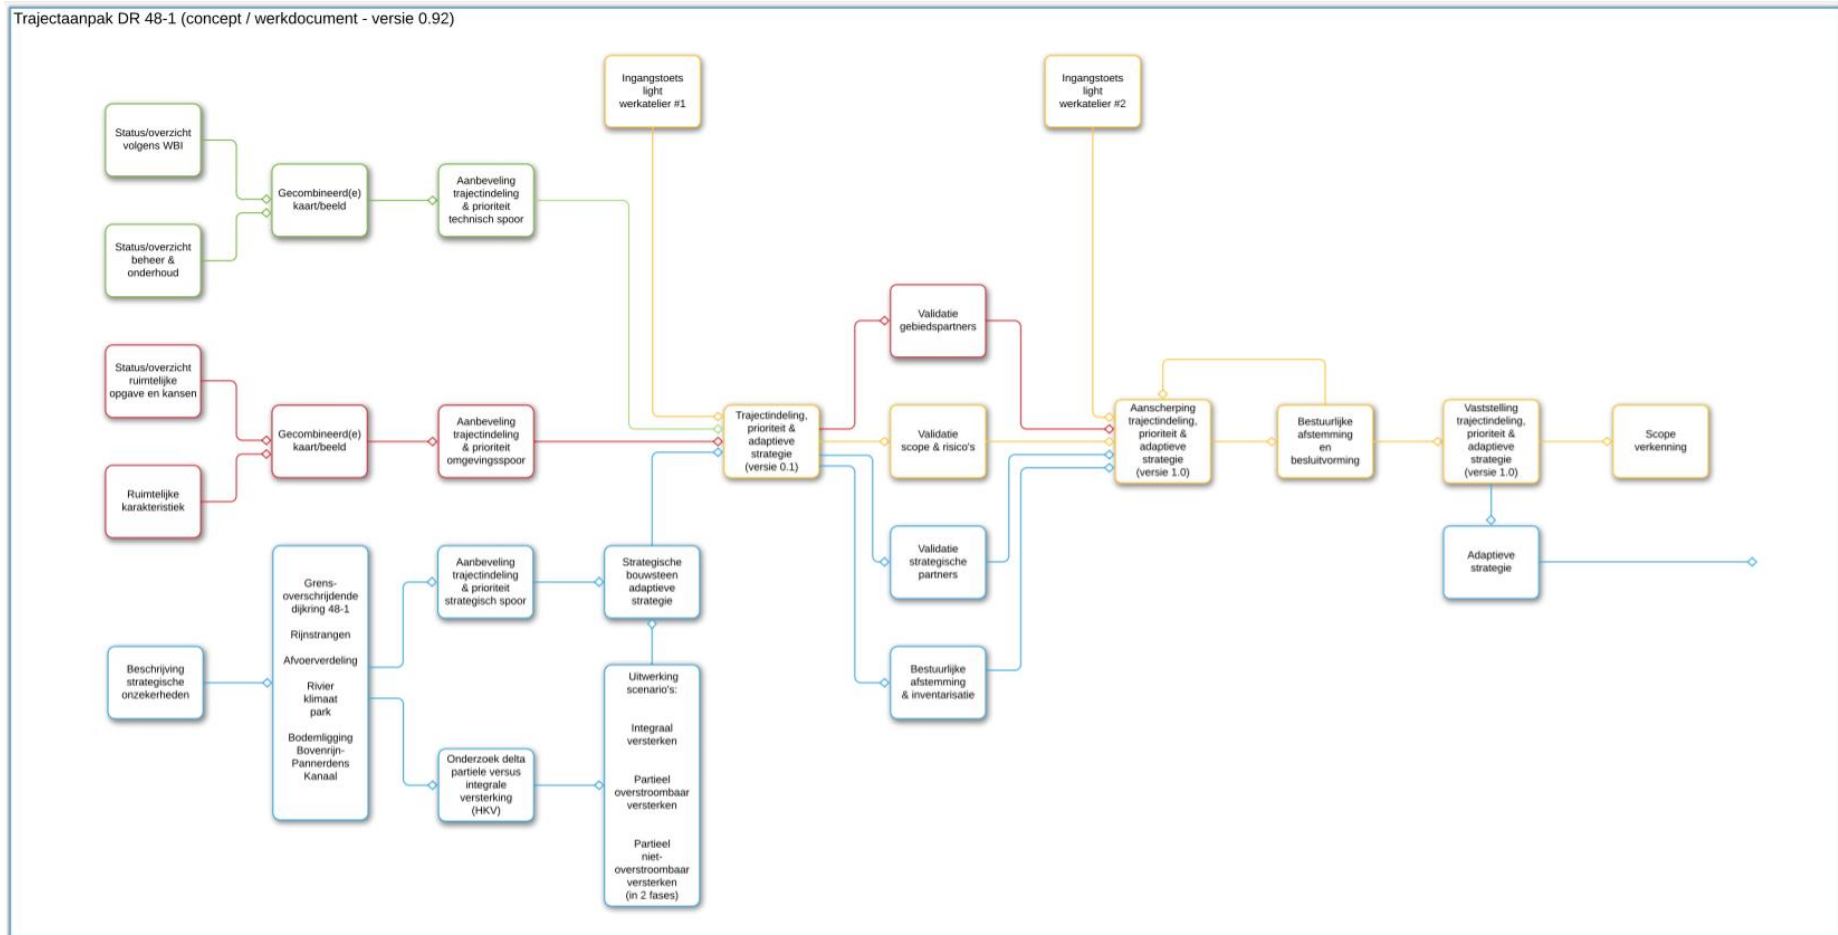 Trajectaanpak DR 48-1 (concept / werkdocument - versie 0.92)
Ingangstoets
light
werkatelier #1
Ingangstoets
light
werkatelier #2
Status/overzicht
volgens WBI
Status/overzicht
beheer &
onderhoud
Gecombineerd(e)
kaart/beeld
Aanbeveling
trajectindeling
& prioriteit
technisch spoor
Status/overzicht
ruimtelijke
opgave en kansen
Ruimtelijke
karakteristiek
Gecombineerd(e)
kaart/beeld
Aanbeveling
trajectindeling
& prioriteit
omgevingsspoor
Beschrijving
strategische
onzekerheden
Grens-
overschrijdende
dijkring 48-1
Rijnstrangen
Afvoerverdeling
Rivier
klimaat
park
Bodemligging
Bovenrijn-
Pannerdens
Kanaal
Aanbeveling
trajectindeling
& prioriteit
strategisch spoor
Onderzoek delta
partiele versus
integrale
versterking
(HKV)
Strategische
bouwsteen
adaptieve
strategie
Uitwerking
scenario's:
Integraal
versterken
Partieel
overstroombaar
versterken
Partieel
niet-
overstroombaar
versterken
(in 2 fases)
Trajectindeling,
prioriteit &
adaptieve
strategie
(versie 0.1)
Validatie
gebiedspartners
Validatie
scope & risico's
Validatie
strategische
partners
Bestuurlijke
afstemming
& inventarisatie
Aanscherping
trajectindeling,
prioriteit &
adaptieve
strategie
(versie 1.0)
Bestuurlijke
afstemming
en
besluitvorming
Vaststelling
trajectindeling,
prioriteit &
adaptieve
strategie
(versie 1.0)
Scope
verkenning
Adaptieve
strategie